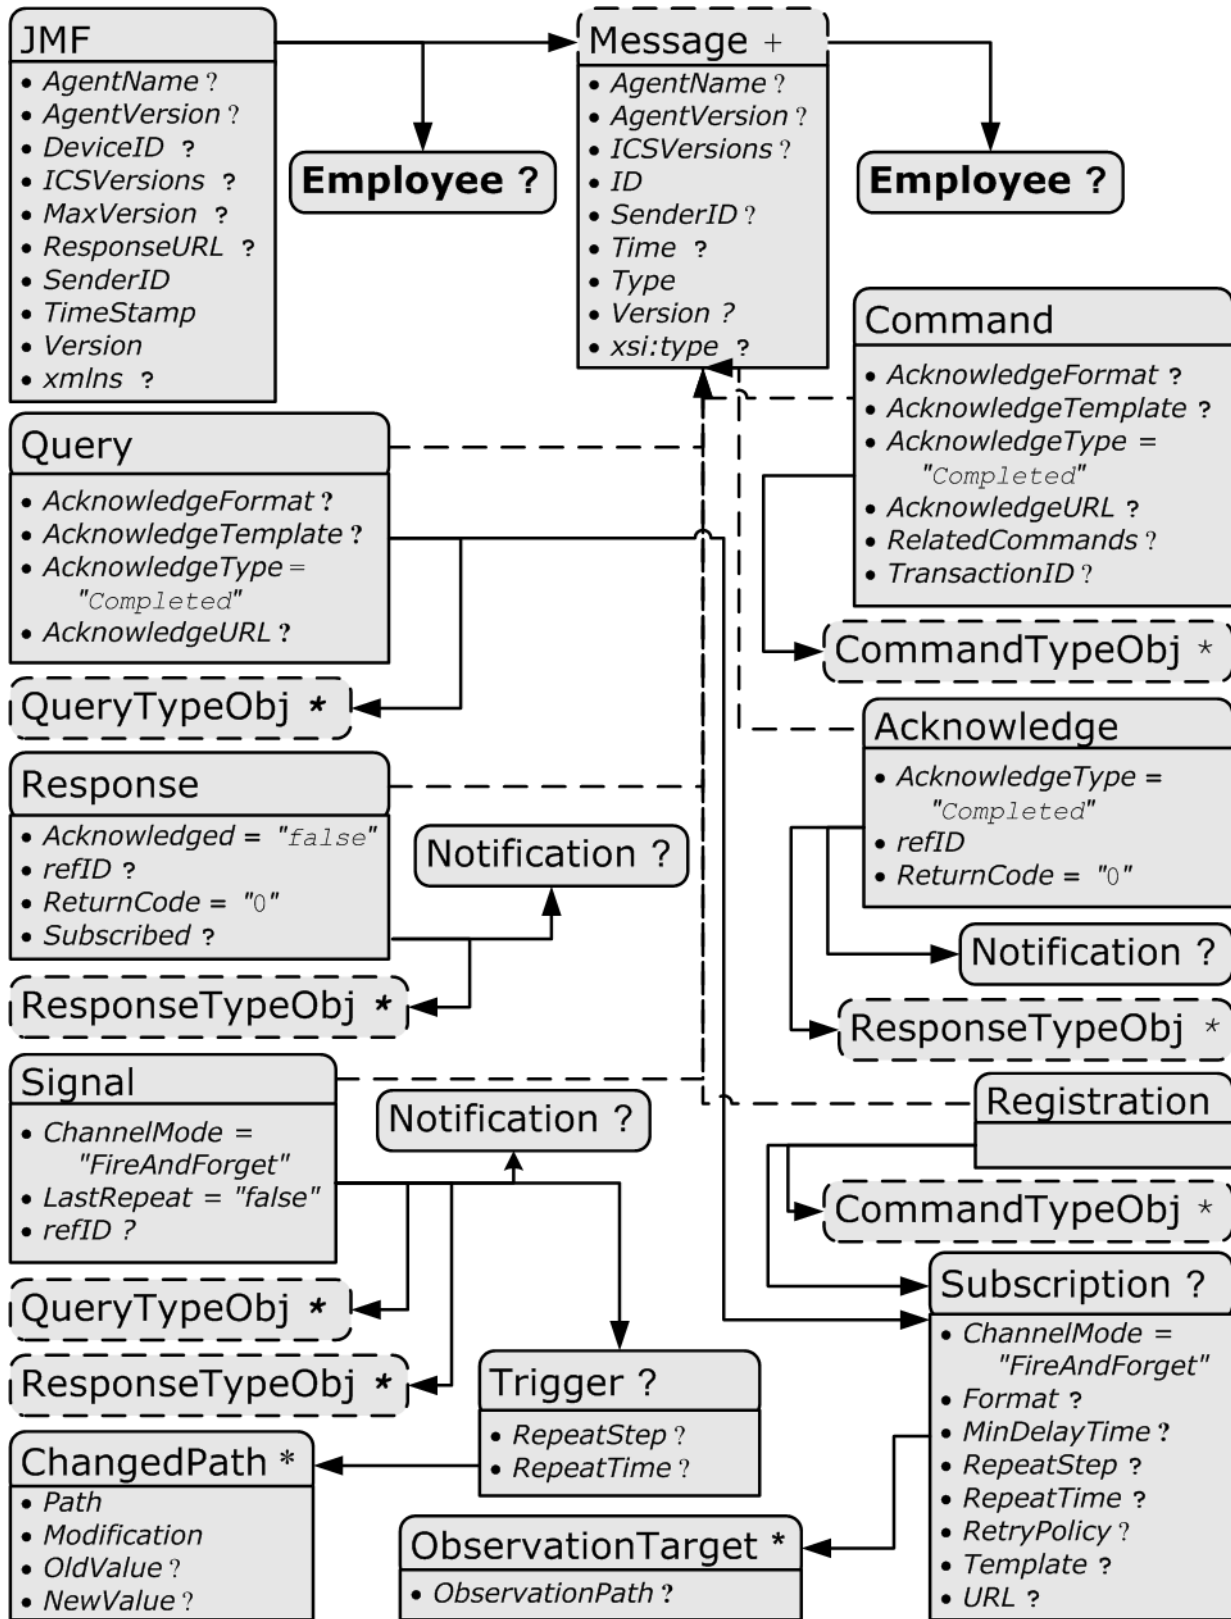 JMF
• AgentName ?
• AgentVersion ?
• DeviceID ?
• ICSVersions ?
• MaxVersion ?
• ResponseURL ?
• SenderID
• TimeStamp
• Version
• xmlns ?
Message +
• AgentName ?
• AgentVersion ?
• ICSVersions ?
• ID
• SenderID ?
• Time ?
• Type
• Version ?
• xsi:type ?
Employee ?
Employee ?
Command
• AcknowledgeFormat ?
• AcknowledgeTemplate ?
• AcknowledgeType =
"Completed"
• AcknowledgeURL ?
• RelatedCommands ?
• TransactionID ?
CommandTypeObj *
Query
• AcknowledgeFormat ?
• AcknowledgeTemplate ?
• AcknowledgeType =
"Completed"
• AcknowledgeURL ?
QueryTypeObj *
Acknowledge
• AcknowledgeType =
"Completed"
• refID
• ReturnCode = "0"
Notification ?
ResponseTypeObj *
Response
• Acknowledged = "false"
• refID ?
• ReturnCode = "0"
• Subscribed ?
Notification ?
ResponseTypeObj *
Signal
• ChannelMode =
"FireAndForget"
• LastRepeat = "false"
• refID ?
Notification ?
QueryTypeObj *
ResponseTypeObj *
Registration
CommandTypeObj *
Subscription ?
• ChannelMode =
"FireAndForget"
• Format ?
• MinDelayTime ?
• RepeatStep ?
• RepeatTime ?
• RetryPolicy ?
• Template ?
• URL ?
Trigger ?
• RepeatStep ?
• RepeatTime ?
ChangedPath *
• Path
• Modification
• OldValue ?
• NewValue ?
ObservationTarget *
• ObservationPath ?